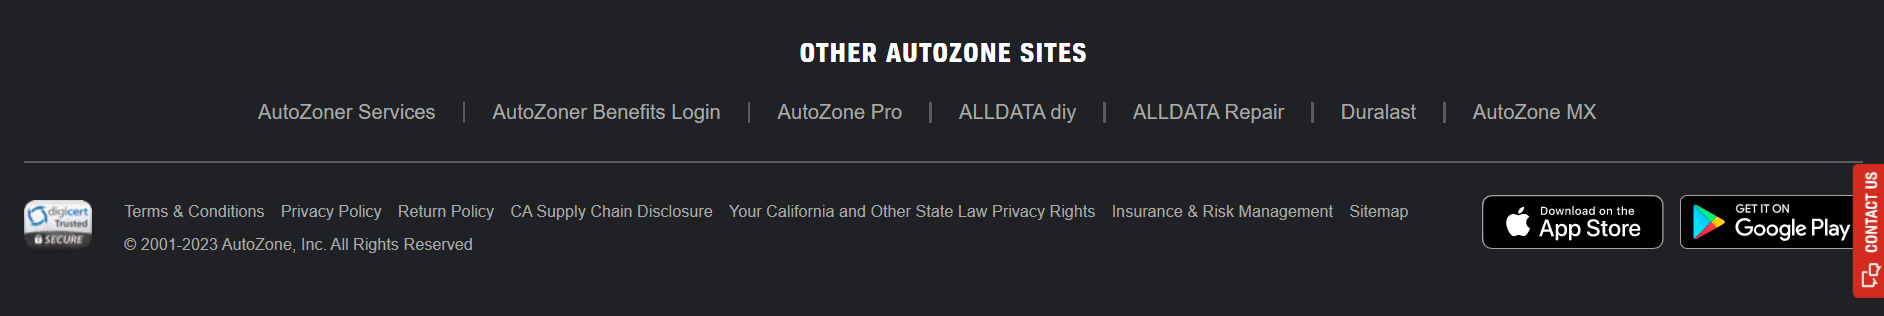 OTHER AUTOZONE SITES
AutoZoner Services | AutoZoner Benefits Login | AutoZone Pro | ALLDATA diy | ALLDATA Repair | Duralast | AutoZone MX
digicert
Trusted
SECURE
Terms & Conditions Privacy Policy Return Policy CA Supply Chain Disclosure Your California and Other State Law Privacy Rights Insurance & Risk Management Sitemap
© 2001-2023 AutoZone, Inc. All Rights Reserved
Download on the
App Store
GET IT ON
Google Play
CONTACT US